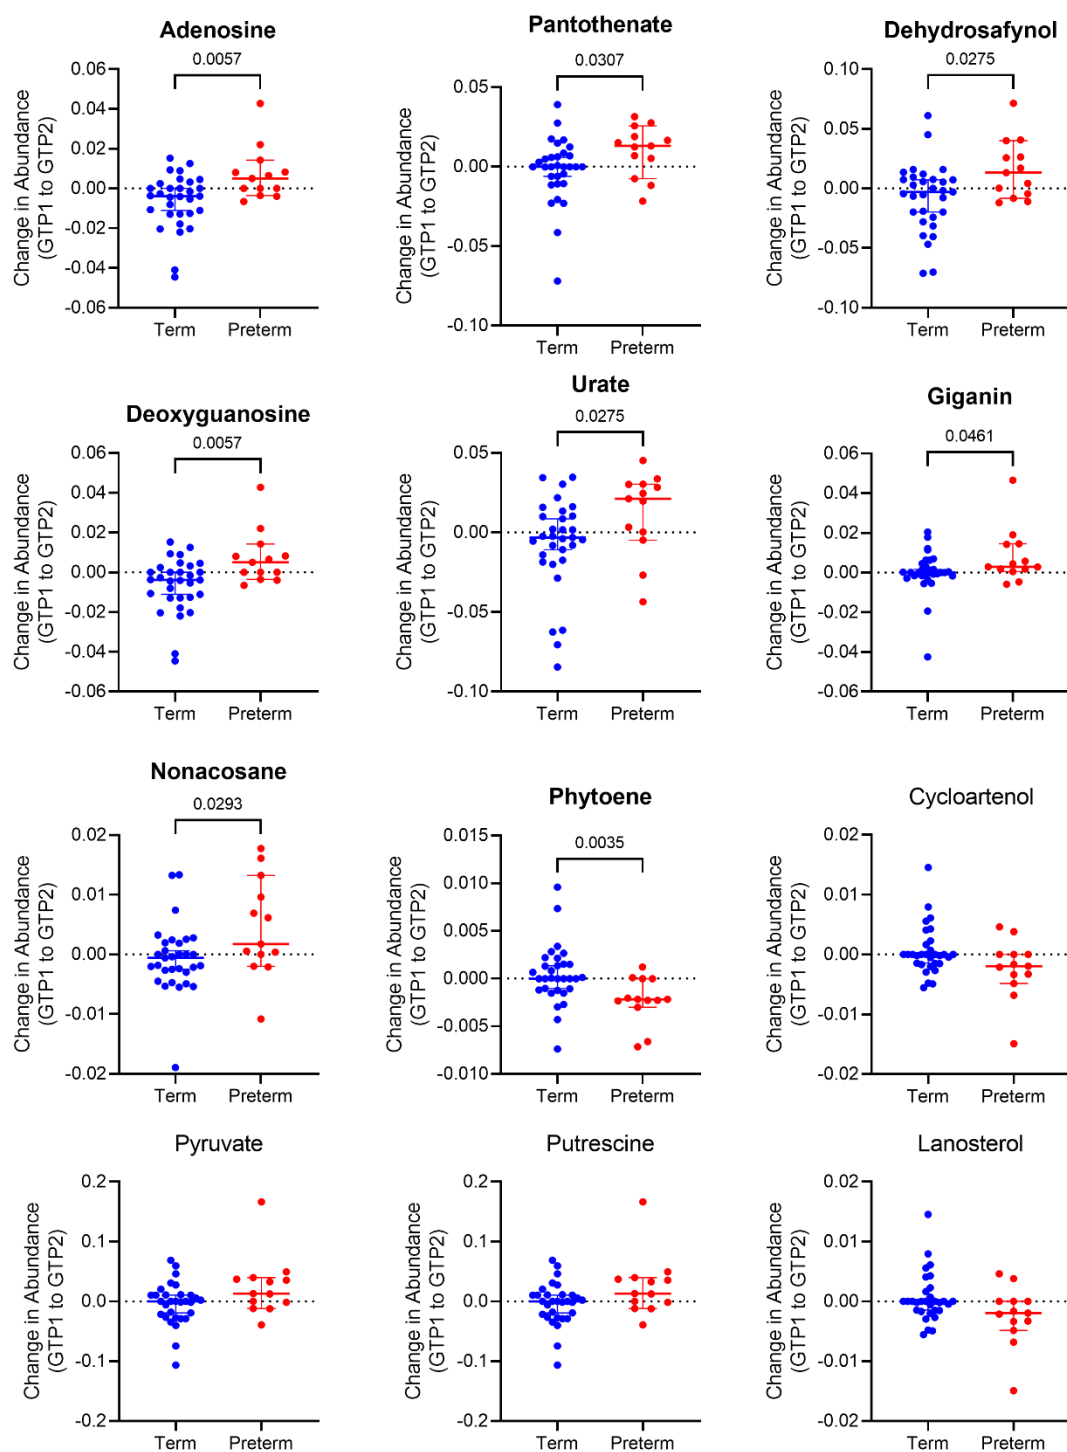 Adenosine
0.0057
0.06
0.04
0.02
0.00
-0.02
-0.04
-0.06
Change in Abundance
(GTP1 to GTP2)
Term
Preterm
Pantothenate
0.0307
0.05
0.00
-0.05
-0.10
Change in Abundance
(GTP1 to GTP2)
Term
Preterm
Dehydrosafynol
0.0275
0.10
0.05
0.00
-0.05
-0.10
Change in Abundance
(GTP1 to GTP2)
Term
Preterm
Deoxyguanosine
0.0057
0.06
0.04
0.02
0.00
-0.02
-0.04
-0.06
Change in Abundance
(GTP1 to GTP2)
Term
Preterm
Urate
0.0275
0.05
0.00
-0.05
-0.10
Change in Abundance
(GTP1 to GTP2)
Term
Preterm
Giganin
0.0461
0.06
0.04
0.02
0.00
-0.02
-0.04
-0.06
Change in Abundance
(GTP1 to GTP2)
Term
Preterm
Nonacosane
0.0293
0.02
0.01
0.00
-0.01
-0.02
Change in Abundance
(GTP1 to GTP2)
Term
Preterm
Phytoene
0.0035
0.015
0.010
0.005
0.000
-0.005
-0.010
Change in Abundance
(GTP1 to GTP2)
Term
Preterm
Cycloartenol
0.02
0.01
0.00
-0.01
-0.02
Change in Abundance
(GTP1 to GTP2)
Term
Preterm
Pyruvate
0.2
0.1
0.0
-0.1
-0.2
Change in Abundance
(GTP1 to GTP2)
Term
Preterm
Putrescine
0.2
0.1
0.0
-0.1
-0.2
Change in Abundance
(GTP1 to GTP2)
Term
Preterm
Lanosterol
0.02
0.01
0.00
-0.01
-0.02
Change in Abundance
(GTP1 to GTP2)
Term
Preterm